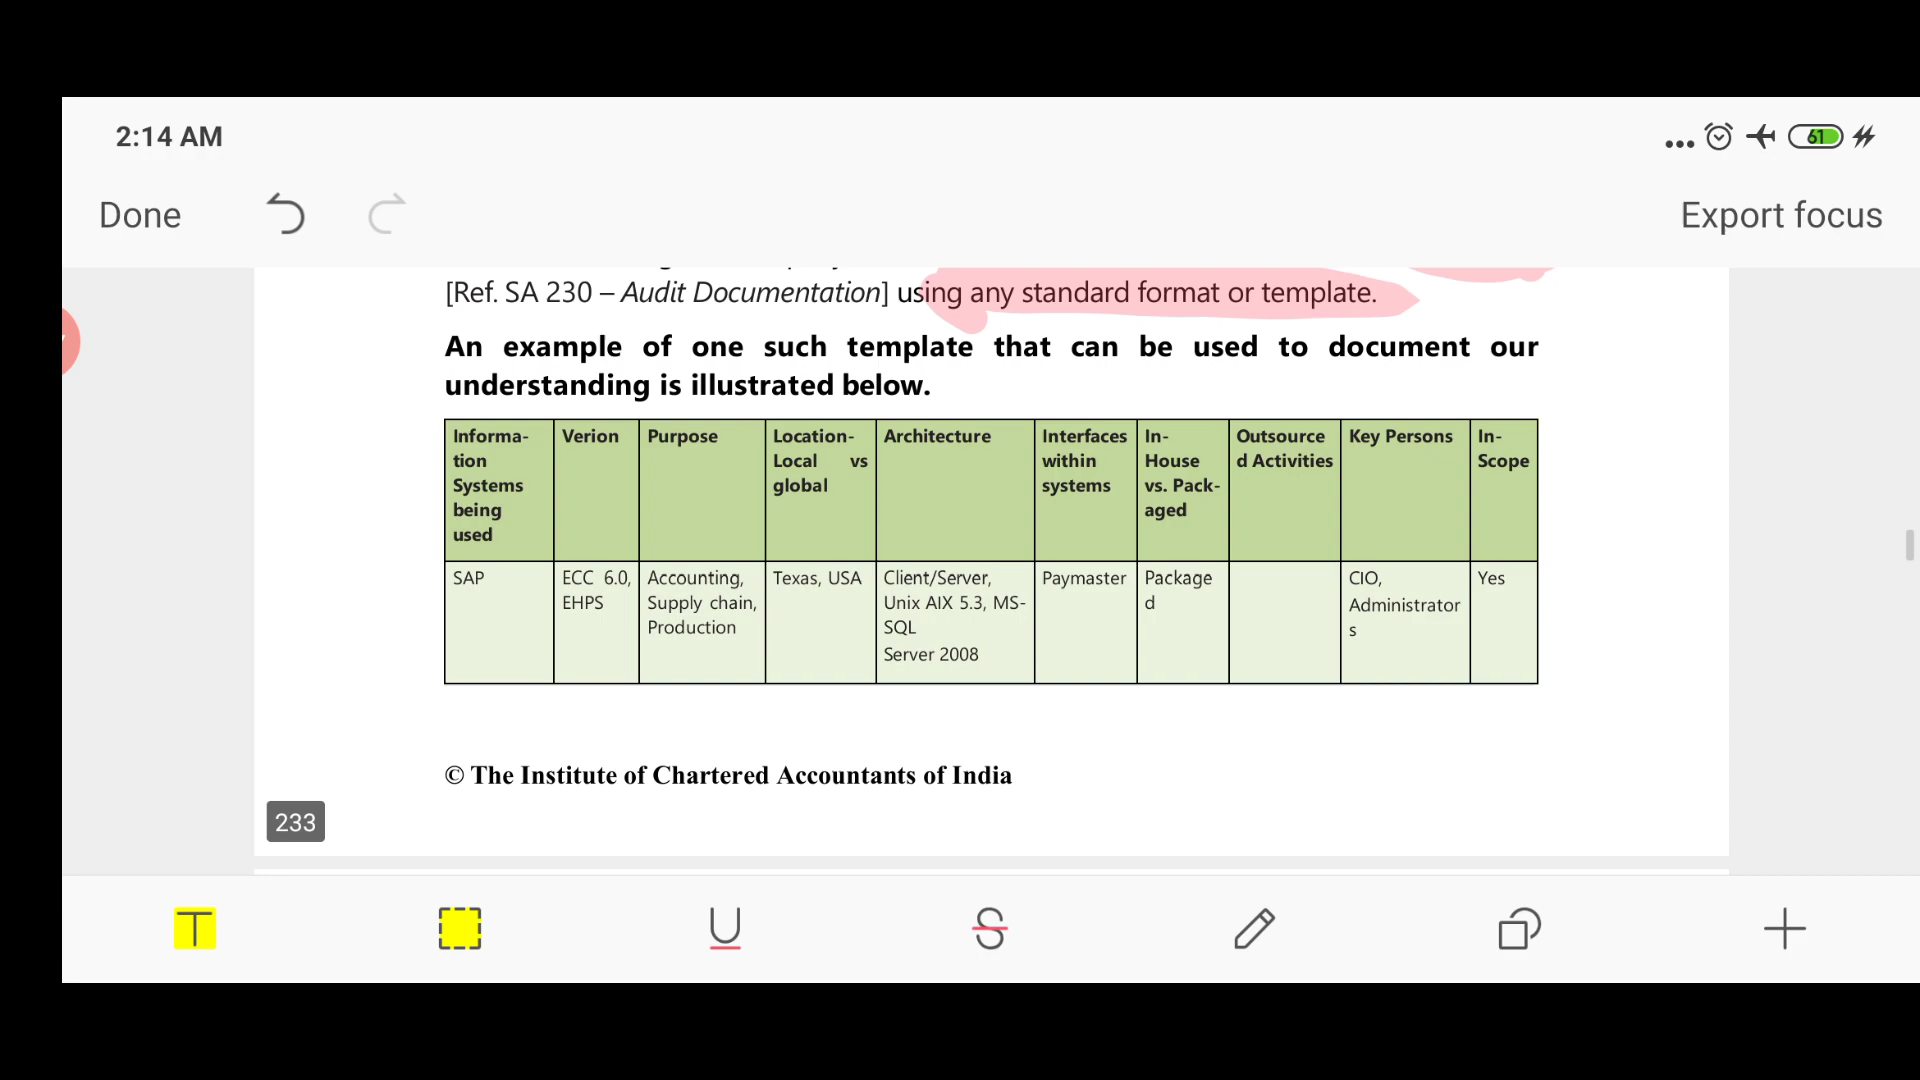 2:14 AM
61
Done
Export focus
[Ref. SA 230 – Audit Documentation] using any standard format or template.
An example of one such template that can be used to document our
understanding is illustrated below.
Informa-
tion
Systems
being
used
Verion
Purpose
Location-
Local vs
global
Architecture
Interfaces
within
systems
In-
House
vs. Pack-
aged
Outsource
d Activities
Key Persons
In-
Scope
SAP
ECC 6.0,
EHPS
Accounting,
Supply chain,
Production
Texas, USA
Client/Server,
Unix AIX 5.3, MS-
SQL
Server 2008
Paymaster
Package
d
CIO,
Administrator
s
Yes
© The Institute of Chartered Accountants of India
233
T
U
S